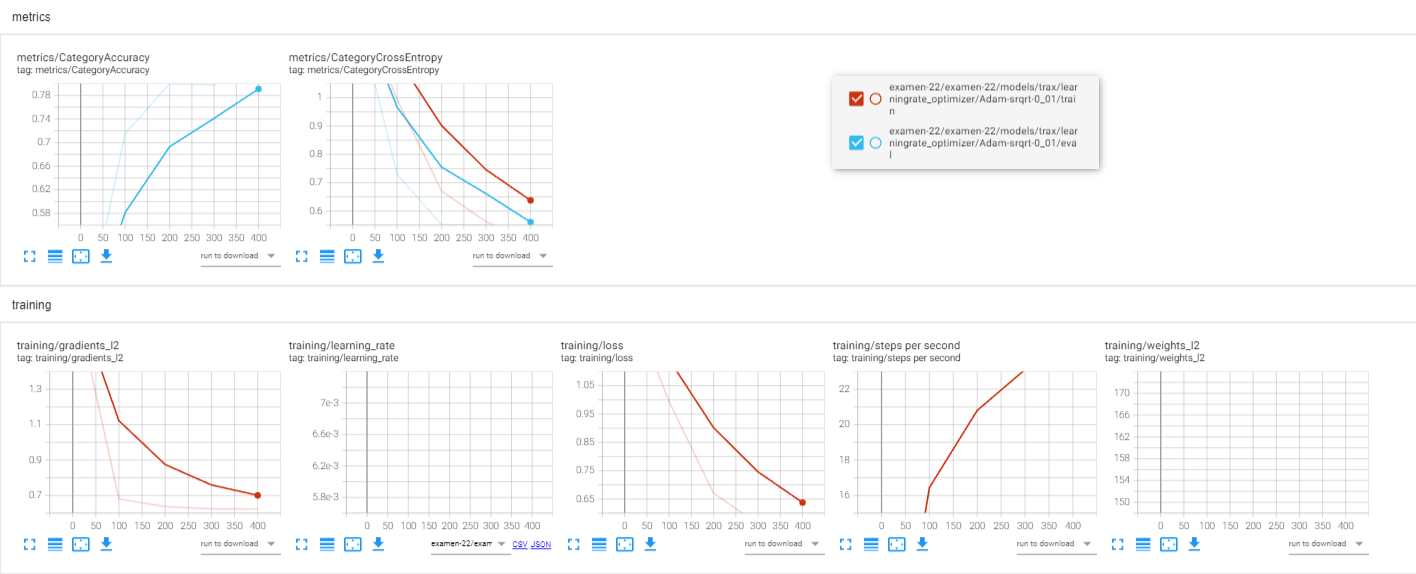 metrics
metrics/CategoryAccuracy
tag: metrics/CategoryAccuracy
0.78
0.74
0.7
0.66
0.62
0.58
0 50 100 150 200 250 300 350 400
run to download
metrics/CategoryCrossEntropy
tag: metrics/CategoryCrossEntropy
1
0.9
0.8
0.7
0.6
0 50 100 150 200 250 300 350 400
run to download
examen-22/examen-22/models/trax/lear
ningrate_optimizer/Adam-srqrt-0_01/trai
n
examen-22/examen-22/models/trax/lear
ningrate_optimizer/Adam-srqrt-0_01/eva
l
training
training/gradients_l2
tag: training/gradients_l2
1.3
1.1
0.9
0.7
0 50 100 150 200 250 300 350 400
run to download
training/learning_rate
tag: training/learning_rate
7e-3
6.6e-3
6.2e-3
5.8e-3
0 50 100 150 200 250 300 350 400
examen-22/exam CSV JSON
training/loss
tag: training/loss
1.05
0.95
0.85
0.75
0.65
0 50 100 150 200 250 300 350 400
run to download
training/steps per second
tag: training/steps per second
22
20
18
16
0 50 100 150 200 250 300 350 400
run to download
training/weights_l2
tag: training/weights_l2
170
166
162
158
154
150
0 50 100 150 200 250 300 350 400
run to download